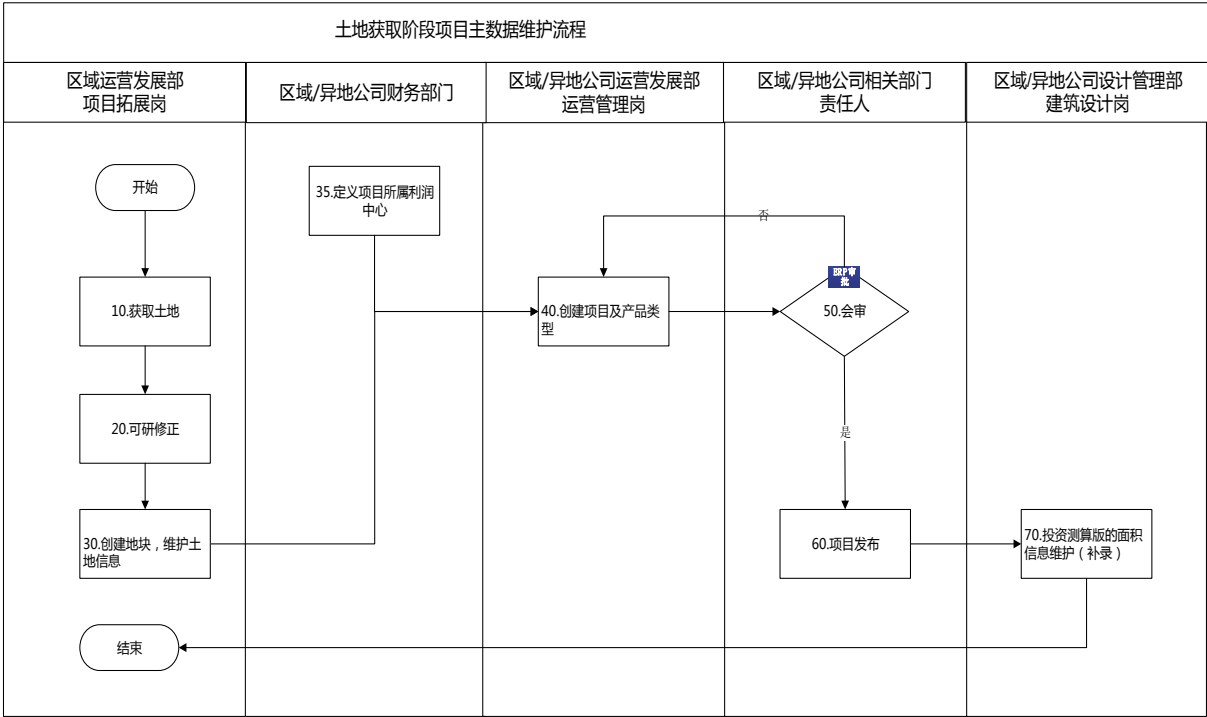 土地获取阶段项目主数据维护流程
区域运营发展部
项目拓展岗
区域/异地公司财务部门
区域/异地公司运营发展部
运营管理岗
区域/异地公司相关部门
责任人
区域/异地公司设计管理部
建筑设计岗
开始
35.定义项目所属利润
中心
否
ERP审
批
10.获取土地
40.创建项目及产品类
型
50.会审
20.可研修正
是
30.创建地块，维护土
地信息
60.项目发布
70.投资测算版的面积
信息维护（补录）
结束